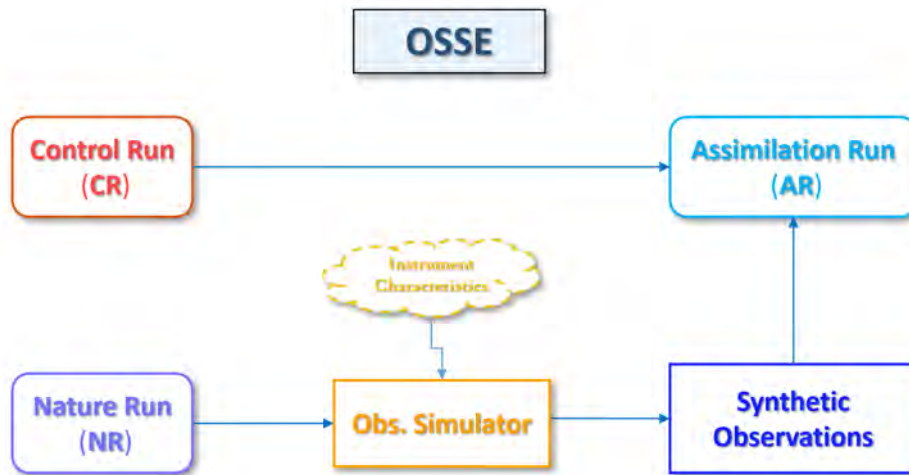 OSSE
Control Run
(CR)
Assimilation Run
(AR)
Instrument
Characteristics
Nature Run
(NR)
Obs. Simulator
Synthetic
Observations